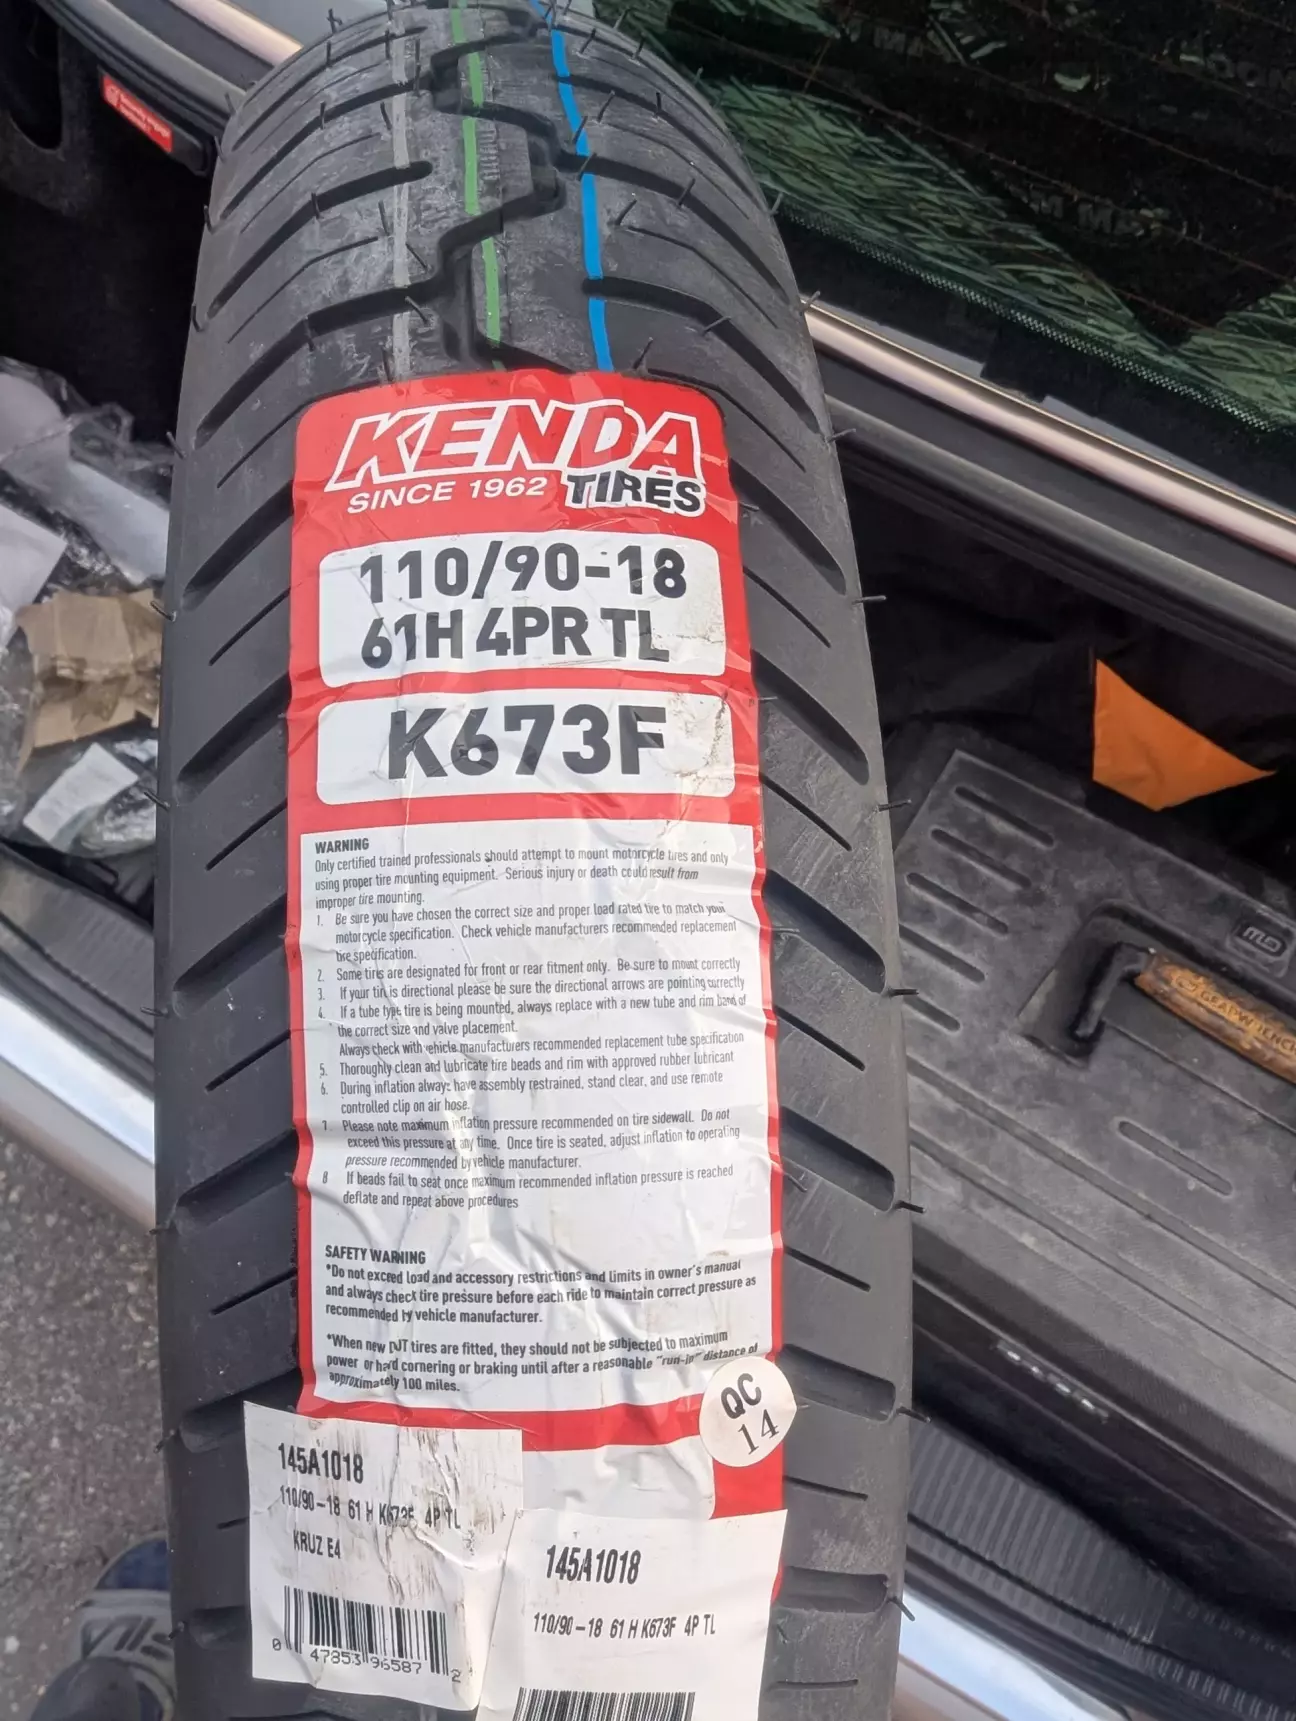 KENDA
SINCE 1962 TIRES
110/90-18
61H 4PR TL
K673F
WARNING
Only certified trained professionals should attempt to mount motorcycle tires and only
using proper tire mounting equipment. Serious injury or death could result from
improper tire mounting.
1. Be sure you have chosen the correct size and proper load rated tire to match your
motorcycle specification. Check vehicle manufacturers recommended replacement
tire specification.
2. Some tires are designated for front or rear fitment only. Be sure to mount correctly
3. If your tire is directional please be sure the directional arrows are pointing correctly
4. If a tube type tire is being mounted, always replace with a new tube and rim band of
the correct size and valve placement.
Always check with vehicle manufacturers recommended replacement tube specification
5. Thoroughly clean and lubricate tire beads and rim with approved rubber lubricant
6. During inflation always have assembly restrained, stand clear, and use remote
controlled clip on air hose.
7. Please note maximum inflation pressure recommended on tire sidewall. Do not
exceed this pressure at any time. Once tire is seated, adjust inflation to operating
pressure recommended by vehicle manufacturer.
8 If beads fail to seat once maximum recommended inflation pressure is reached
deflate and repeat above procedures
SAFETY WARNING
*Do not exceed load and accessory restrictions and limits in owner's manual
and always check tire pressure before each ride to maintain correct pressure as
recommended by vehicle manufacturer.
*When new DOT tires are fitted, they should not be subjected to maximum
power or hard cornering or braking until after a reasonable "run-in" distance of
approximately 100 miles.
QC
14
145A1018
110/90-18 61 H K673F 4P TL
KRUZ E4
0 47853 96587 2
145A1018
110/90-18 61 H K673F 4P TL
GEARWRENCH